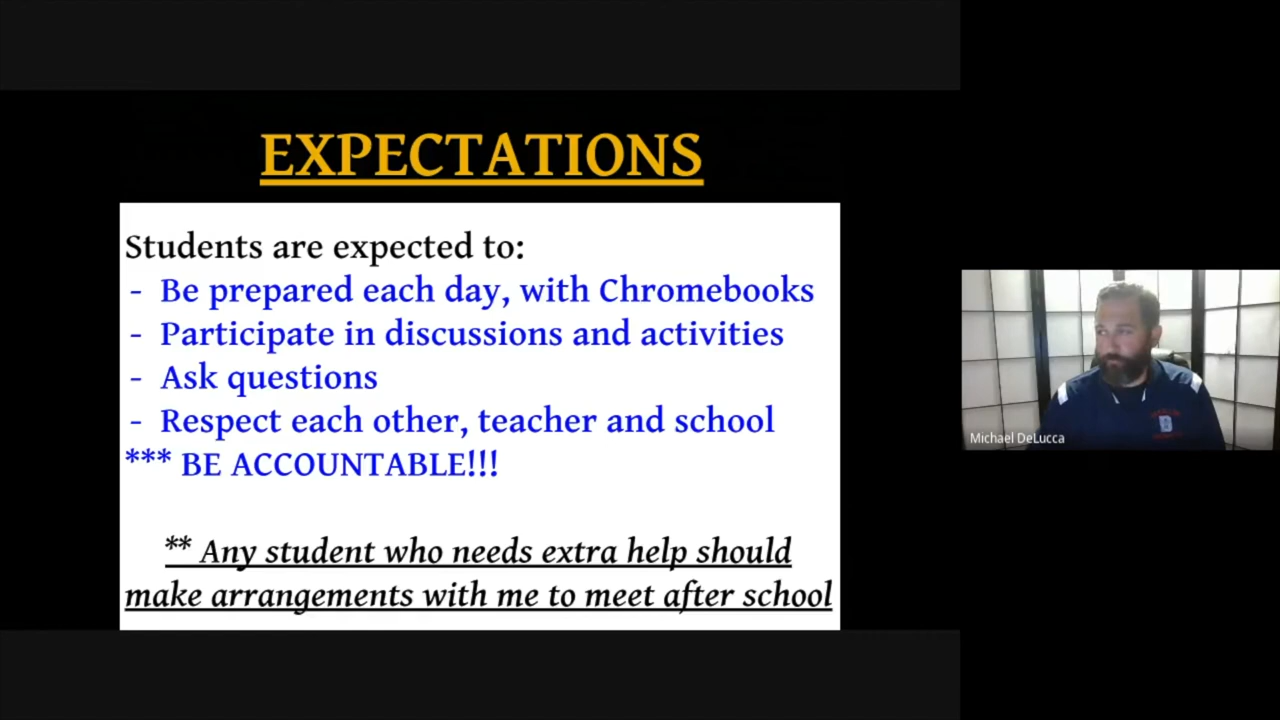 EXPECTATIONS
Students are expected to:
- Be prepared each day, with Chromebooks
- Participate in discussions and activities
- Ask questions
- Respect each other, teacher and school
*** BE ACCOUNTABLE!!!
** Any student who needs extra help should
make arrangements with me to meet after school
Michael DeLucca